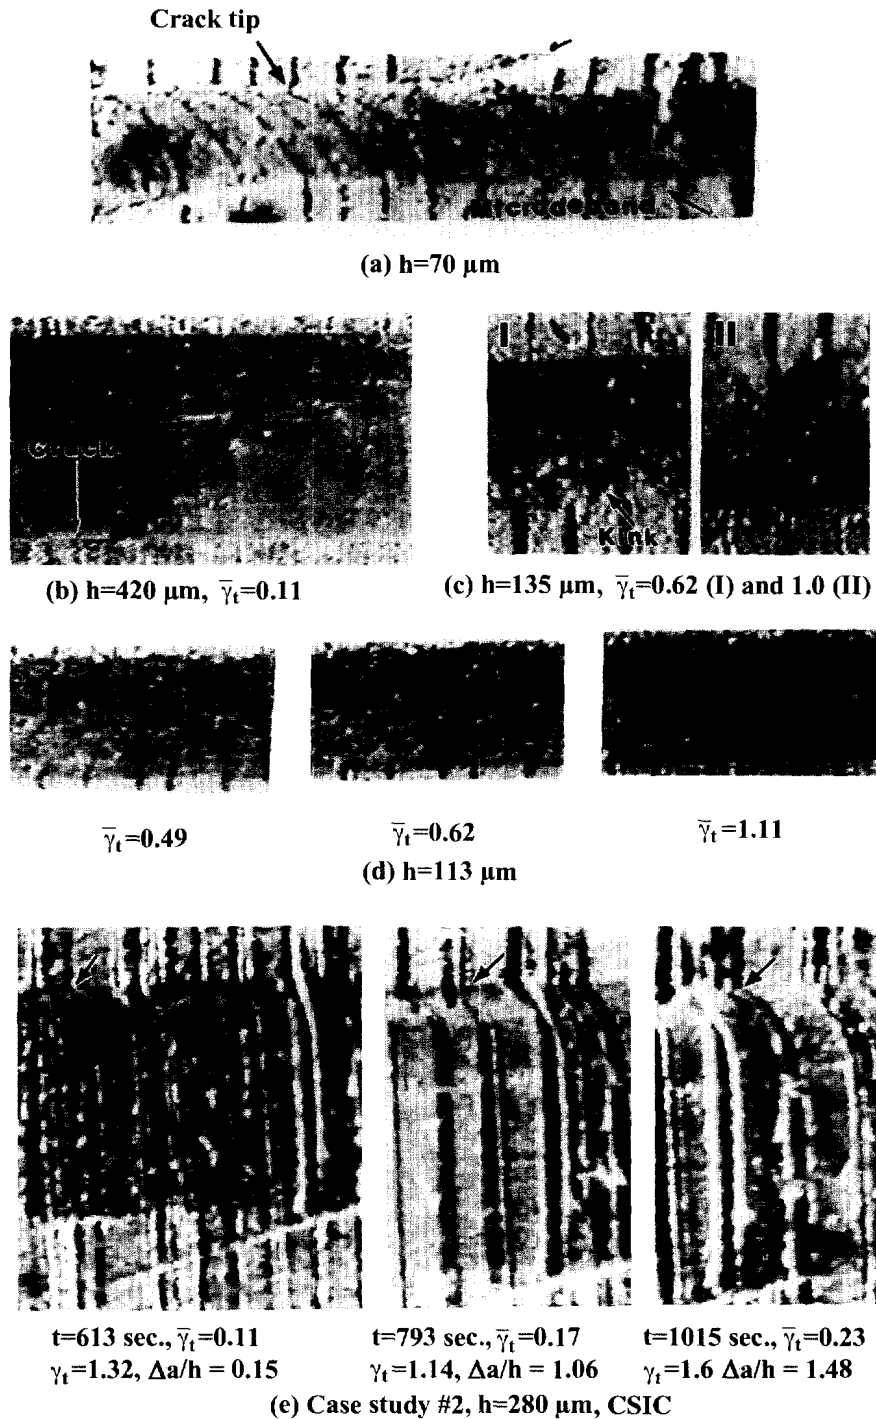 Crack tip
Microdebond
(a) h=70 μm
Crack
I
II
Kink
(b) h=420 μm, γ̄t=0.11
(c) h=135 μm, γ̄t=0.62 (I) and 1.0 (II)
γ̄t=0.49
γ̄t=0.62
γ̄t=1.11
(d) h=113 μm
t=613 sec., γ̄t=0.11
γt=1.32, Δa/h = 0.15
t=793 sec., γ̄t=0.17
γt=1.14, Δa/h = 1.06
t=1015 sec., γ̄t=0.23
γt=1.6 Δa/h = 1.48
(e) Case study #2, h=280 μm, CSIC